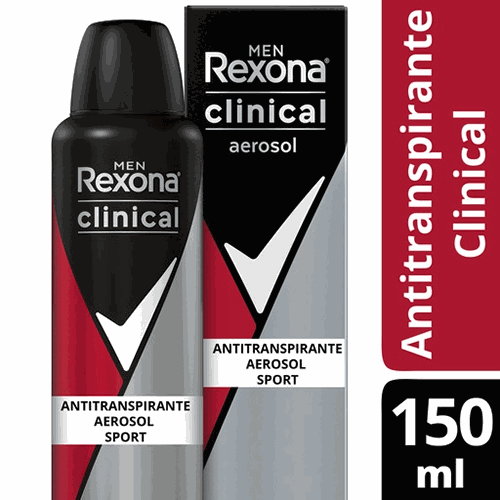 MEN
Rexona®
clinical
ANTITRANSPIRANTE
AEROSOL
SPORT
MEN
Rexona®
clinical
aerosol
ANTITRANSPIRANTE
AEROSOL
SPORT
Antitranspirante
Clinical
150
ml